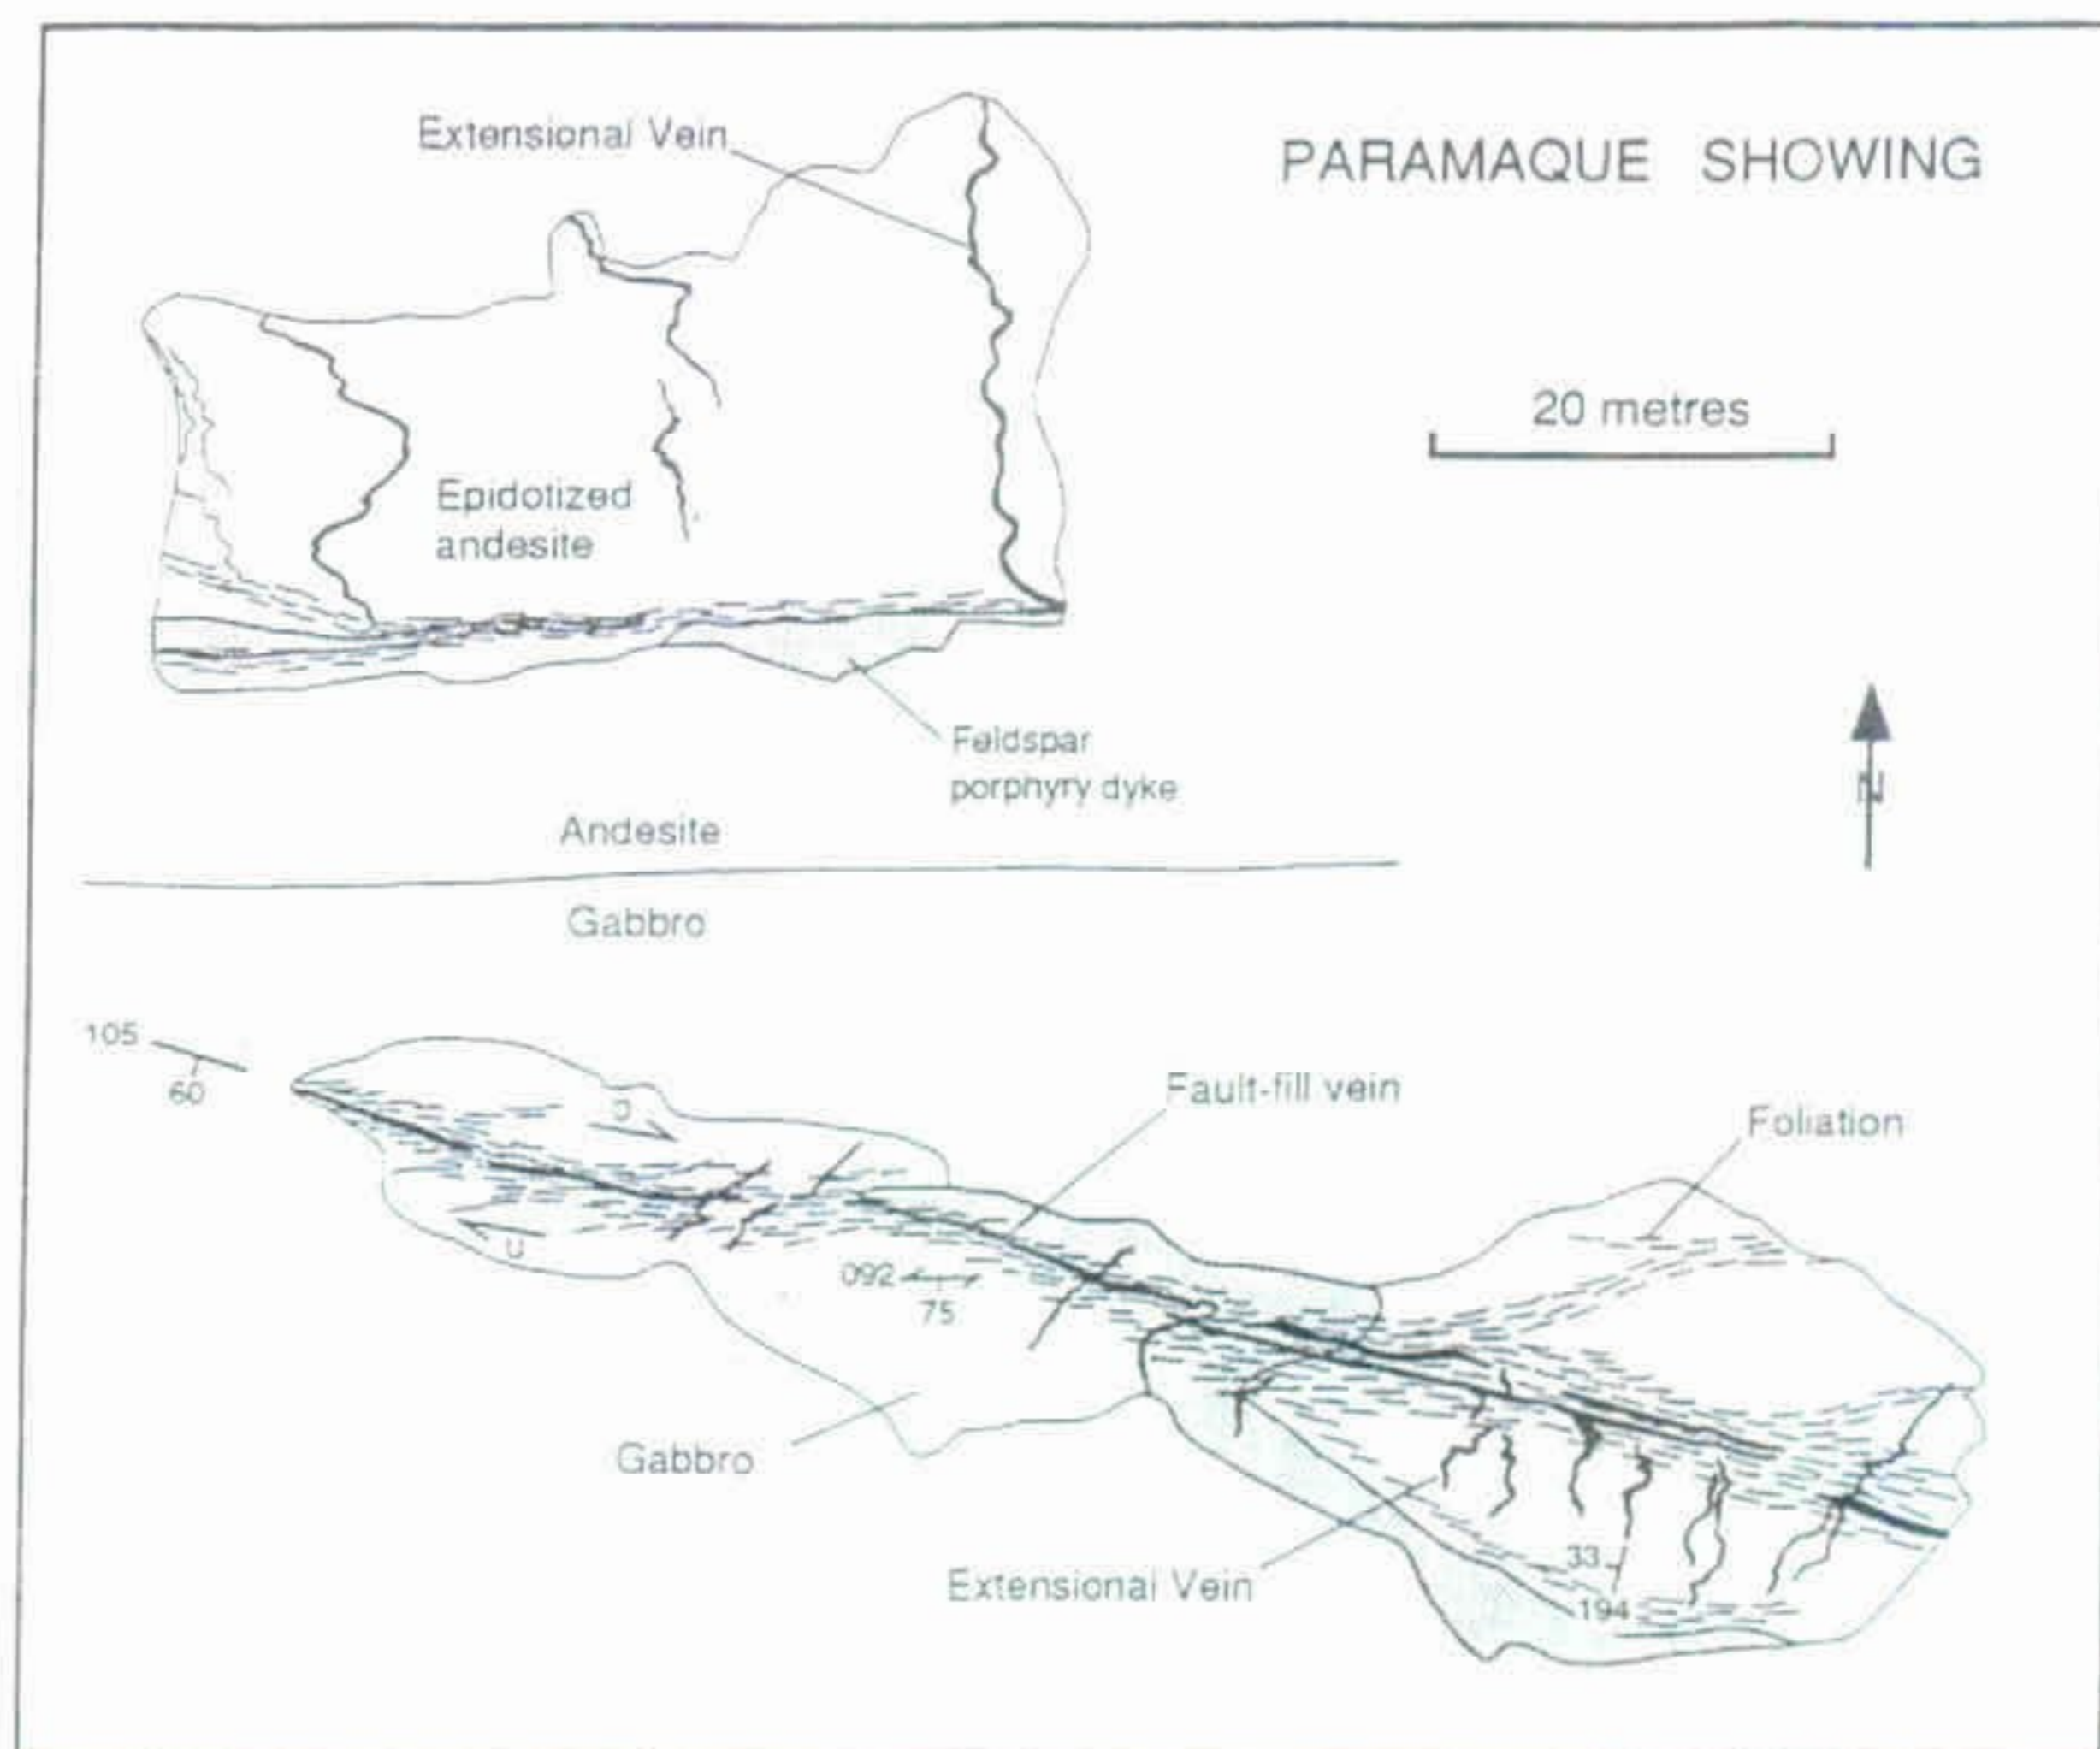 PARAMAQUE SHOWING
Extensional Vein
20 metres
Epidotized
andesite
Feldspar
porphyry dyke
N
Andesite
Gabbro
105
60
D
U
Fault-fill vein
Foliation
092
75
Gabbro
Extensional Vein
33
194